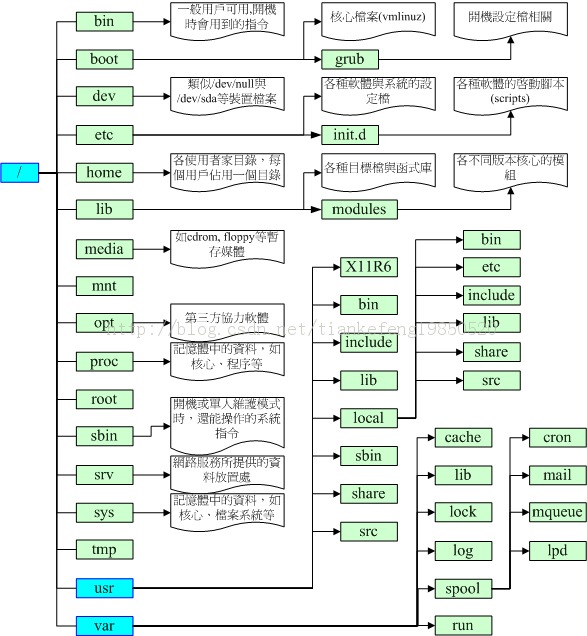 bin
一般用戶可用,開機
時會用到的指令
核心檔案(vmlinuz)
開機設定檔相關
boot
grub
dev
類似/dev/null與
/dev/sda等裝置檔案
各種軟體與系統的設
定檔
各種軟體的啓動腳本
(scripts)
etc
init.d
/
home
各使用者家目錄，每
個用戶佔用一個目錄
各種目標檔與函式庫
各不同版本核心的模
組
lib
modules
media
如cdrom, floppy等暫
存媒體
mnt
opt
第三方協力軟體
proc
記憶體中的資料，如
核心、程序等
root
sbin
開機或單人維護模式
時，還能操作的系統
指令
srv
網路服務所提供的資
料放置處
sys
記憶體中的資料，如
核心、檔案系統等
tmp
usr
var
X11R6
bin
include
lib
local
sbin
share
src
bin
etc
include
lib
share
src
cache
lib
lock
log
spool
run
cron
mail
mqueue
lpd